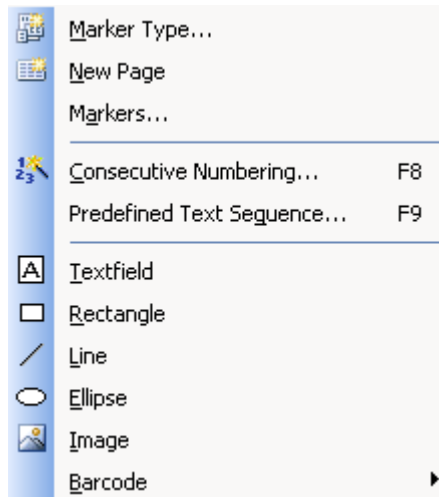 Marker Type...
New Page
Markers...
Consecutive Numbering... F8
Predefined Text Sequence... F9
Textfield
Rectangle
Line
Ellipse
Image
Barcode